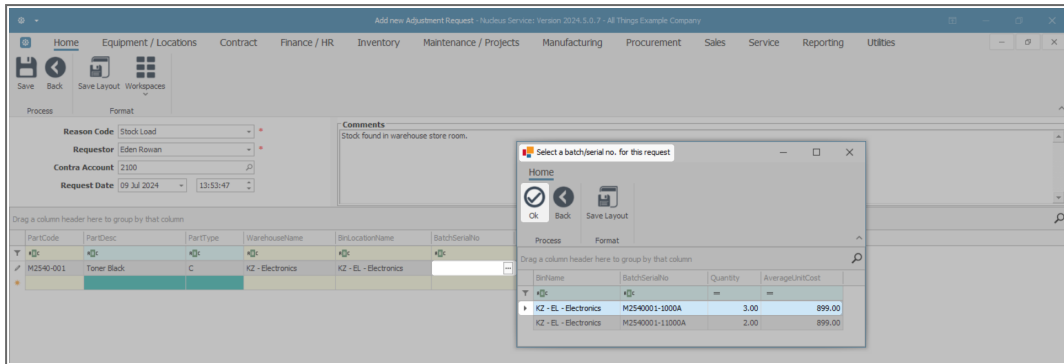 Add new Adjustment Request - Nucleus Service: Version 2024.5.0.7 - All Things Example Company
Home Equipment / Locations Contract Finance / HR Inventory Maintenance / Projects Manufacturing Procurement Sales Service Reporting Utilities
Save Back Save Layout Workspaces
Process Format
Reason Code Stock Load *
Requestor Eden Rowan *
Contra Account 2100
Request Date 09 Jul 2024 13:53:47
Comments
Stock found in warehouse store room.
Drag a column header here to group by that column
PartCode PartDesc PartType WarehouseName BinLocationName BatchSerialNo
M2540-001 Toner Black C KZ - Electronics KZ - EL - Electronics
Select a batch/serial no. for this request
Home
Ok Back Save Layout
Process Format
Drag a column header here to group by that column
BinName BatchSerialNo Quantity AverageUnitCost
= =
KZ - EL - Electronics M2540001-1000A 3.00 899.00
KZ - EL - Electronics M2540001-11000A 2.00 899.00